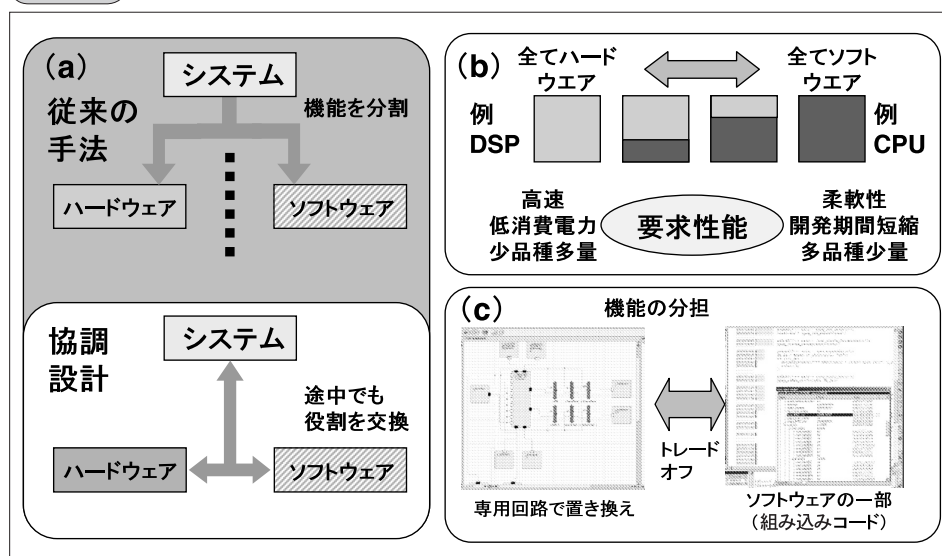 (a)
システム
従来の
手法
機能を分割
ハードウェア
ソフトウェア
協調
設計
システム
途中でも
役割を交換
ハードウェア
ソフトウェア
(b)
全てハード
ウエア
全てソフト
ウエア
例
DSP
例
CPU
高速
低消費電力
少品種多量
要求性能
柔軟性
開発期間短縮
多品種少量
(c)
機能の分担
トレード
オフ
専用回路で置き換え
ソフトウェアの一部
(組み込みコード)